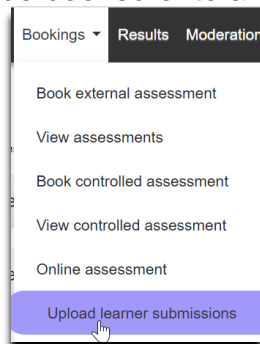 Bookings Results Moderation
Book external assessment
View assessments
Book controlled assessment
View controlled assessment
Online assessment
Upload learner submissions